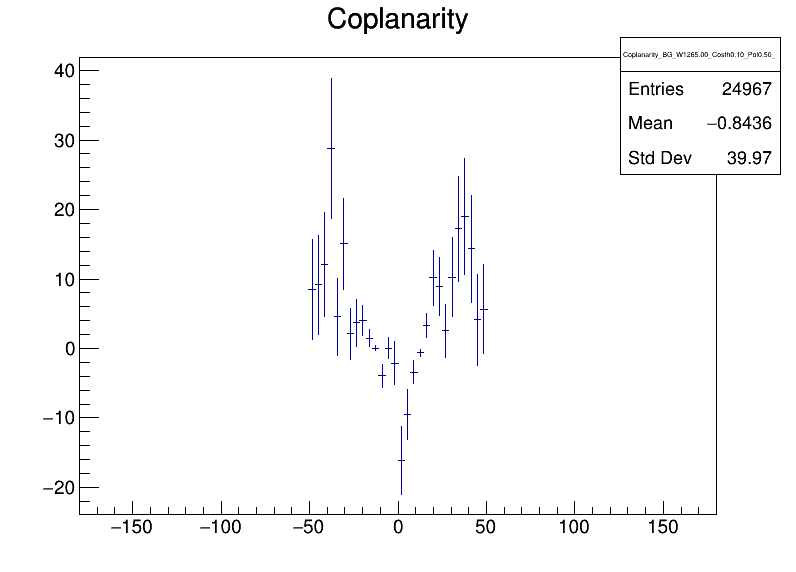 Coplanarity
Coplanarity_BG_W1265.00_Costh0.10_Pol0.50_
Entries 24967
Mean −0.8436
Std Dev 39.97
40
30
20
10
0
−10
−20
−150 −100 −50 0 50 100 150